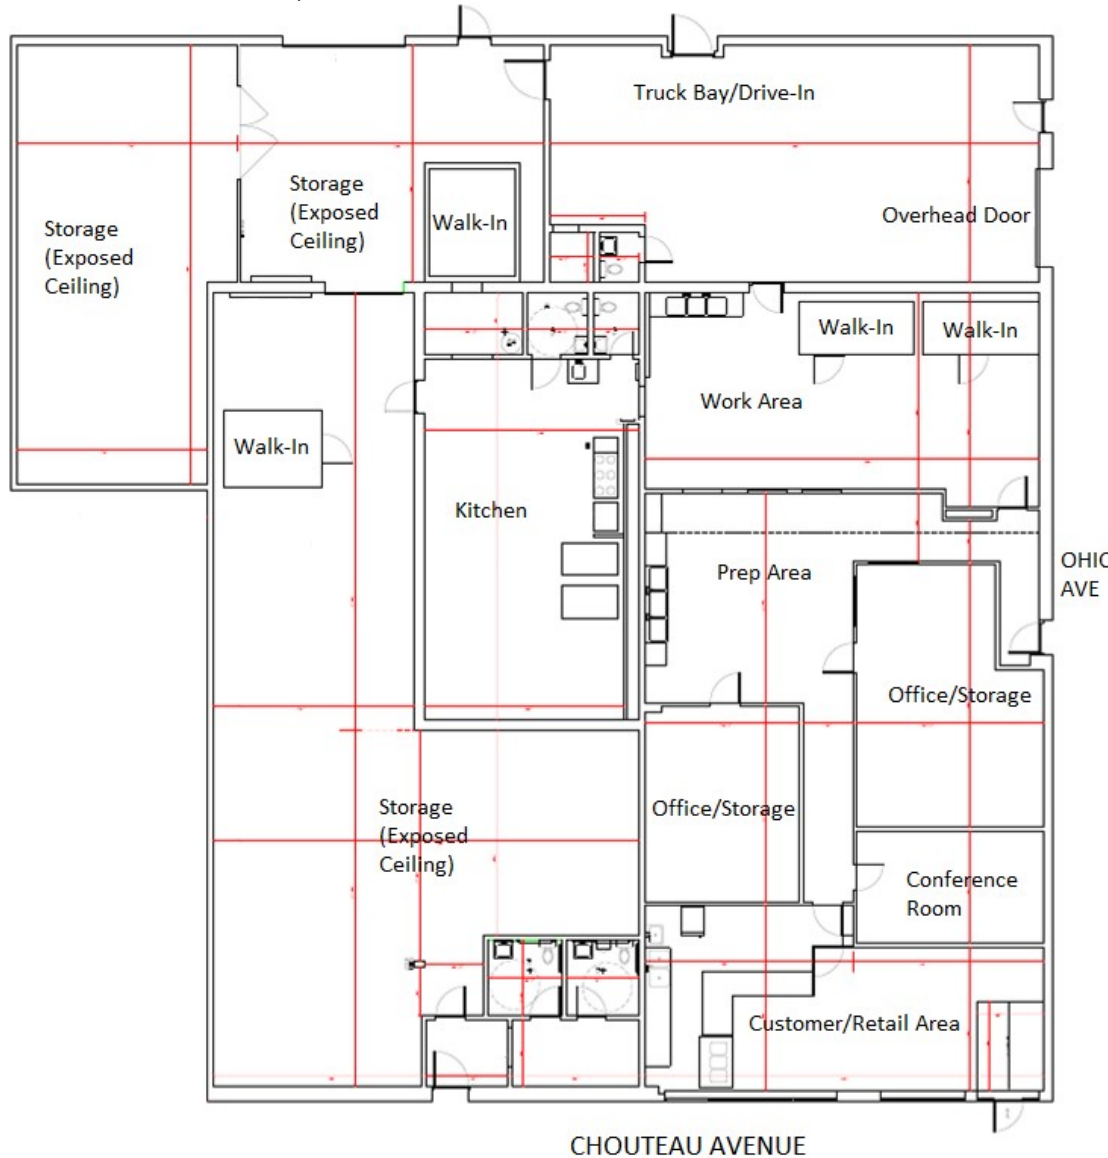 Truck Bay/Drive-In
Storage
(Exposed
Ceiling)
Walk-In
Overhead Door
Storage
(Exposed
Ceiling)
Walk-In
Walk-In
Work Area
Walk-In
Kitchen
Prep Area
OHIO
AVE
Office/Storage
Office/Storage
Storage
(Exposed
Ceiling)
Conference
Room
Customer/Retail Area
CHOUTEAU AVENUE